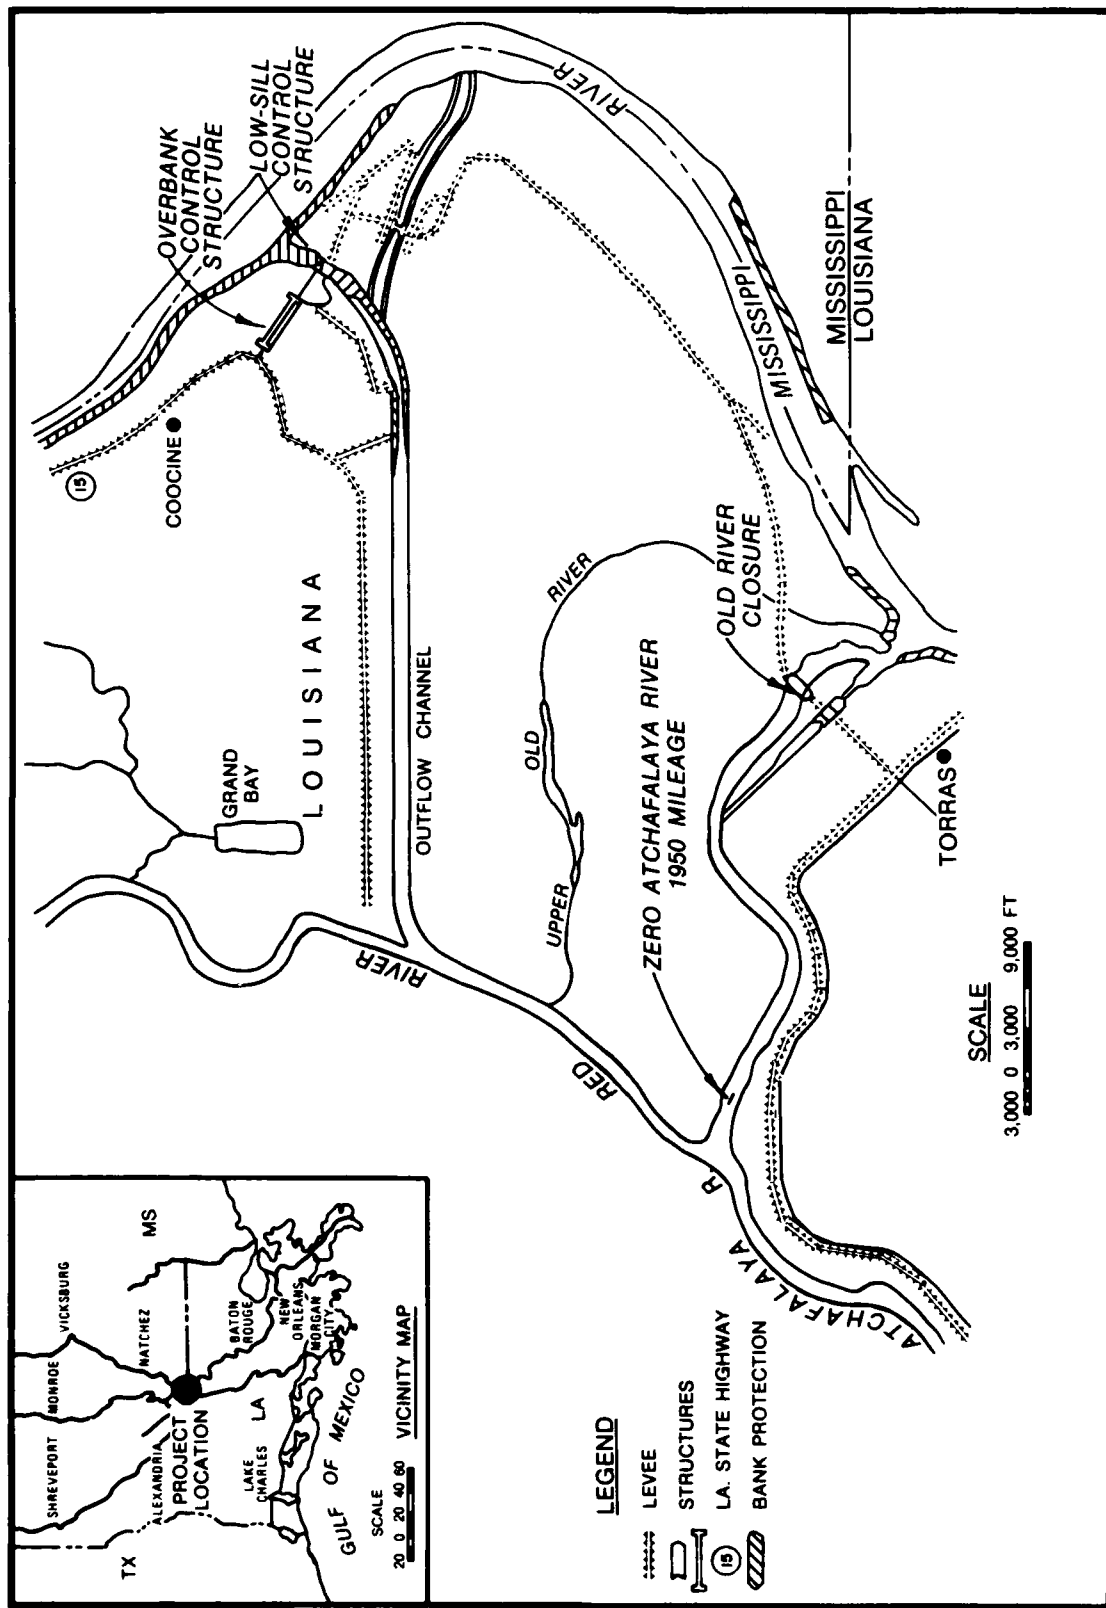 OVERBANK
CONTROL
STRUCTURE
LOW-SILL
CONTROL
STRUCTURE
RIVER
15
COOCINE
MISSISSIPPI
MISSISSIPPI
LOUISIANA
GRAND
BAY
LOUISIANA
OUTFLOW CHANNEL
RIVER
OLD
UPPER
OLD RIVER
CLOSURE
ZERO ATCHAFALAYA RIVER
1950 MILEAGE
RIVER
RED
TORRAS
ATCHAFALAYA R.
SCALE
3,000 0 3,000 9,000 FT
SHREVEPORT
MONROE
VICKSBURG
TX
ALEXANDRIA
NATCHEZ
MS
PROJECT
LOCATION
LAKE
CHARLES
LA
BATON
ROUGE
NEW
ORLEANS
MORGAN
CITY
GULF OF MEXICO
SCALE
20 0 20 40 60
VICINITY MAP
LEGEND
LEVEE
STRUCTURES
15 LA. STATE HIGHWAY
BANK PROTECTION